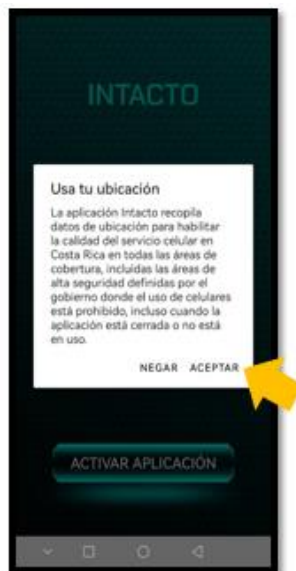 INTACTO
Usa tu ubicación
La aplicación Intacto recopila
datos de ubicación para habilitar
la calidad del servicio celular en
Costa Rica en todas las áreas de
cobertura, incluidas las áreas de
alta seguridad definidas por el
gobierno donde el uso de celulares
está prohibido, incluso cuando la
aplicación está cerrada o no está
en uso.
NEGAR ACEPTAR
ACTIVAR APLICACIÓN